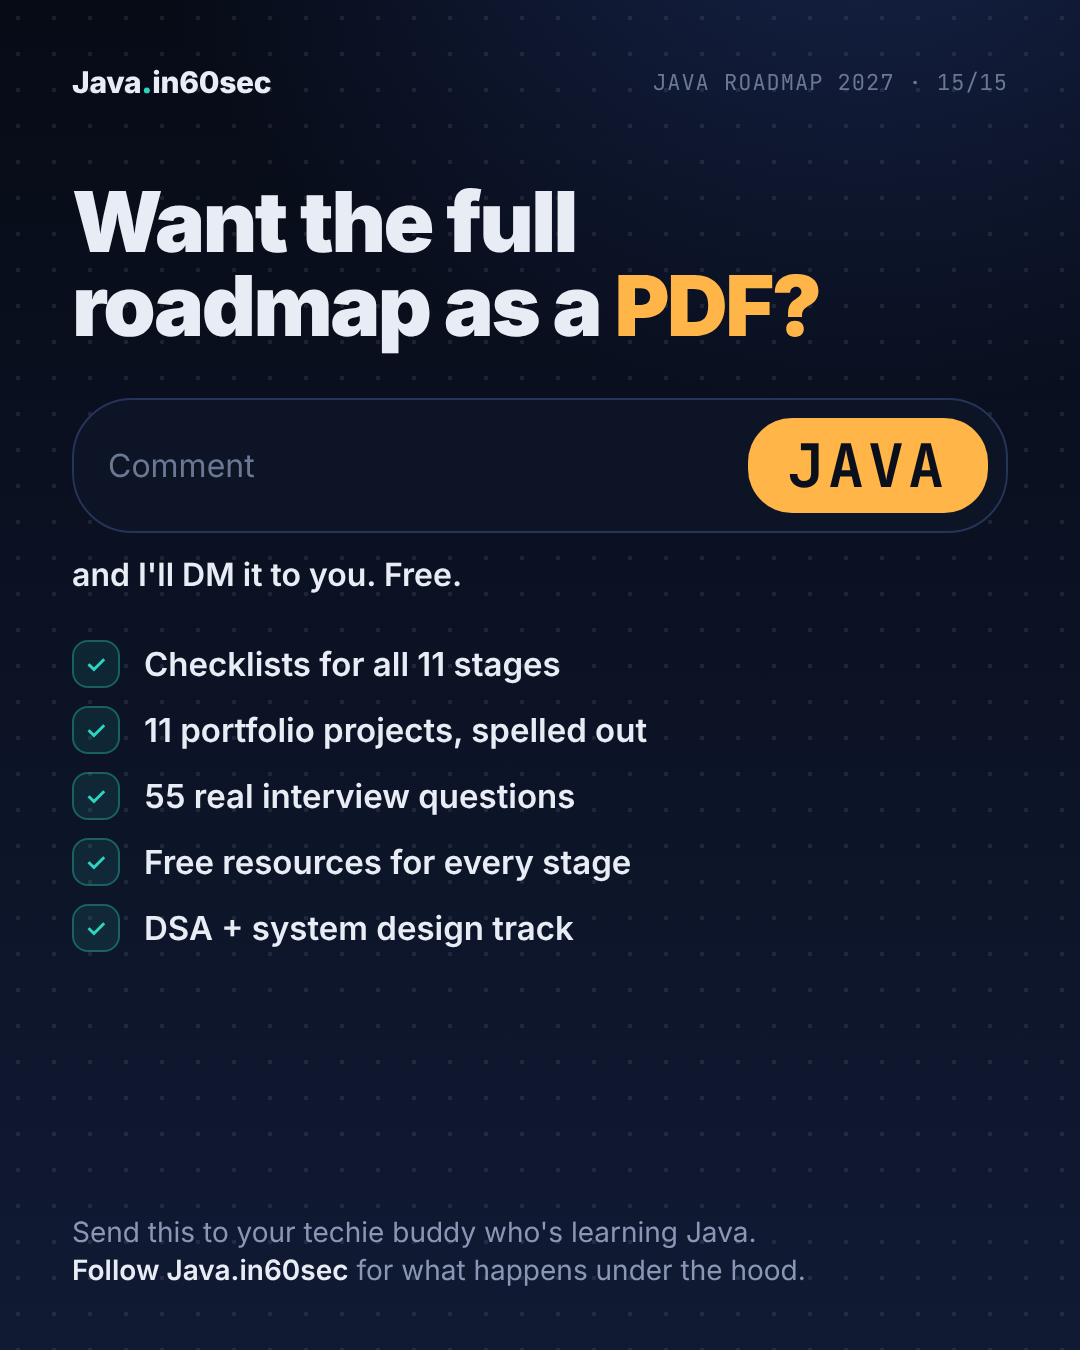 Java.in60sec
JAVA ROADMAP 2027 · 15/15
Want the full
roadmap as a PDF?
Comment
JAVA
and I'll DM it to you. Free.
Checklists for all 11 stages
11 portfolio projects, spelled out
55 real interview questions
Free resources for every stage
DSA + system design track
Send this to your techie buddy who's learning Java.
Follow Java.in60sec for what happens under the hood.